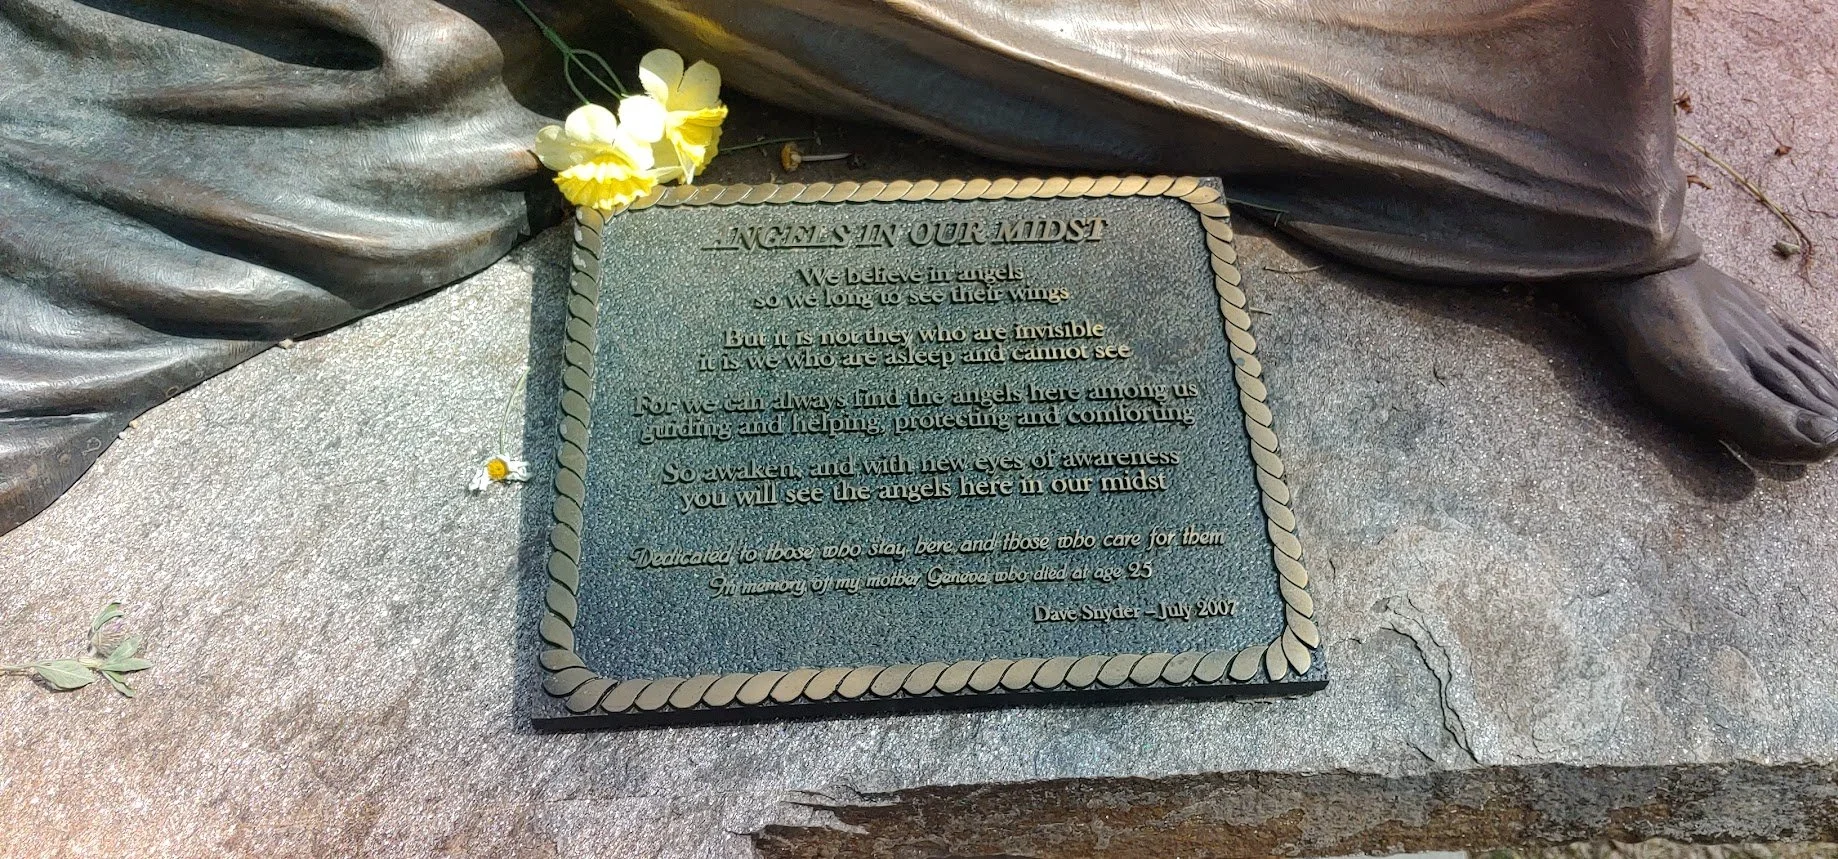 ANGELS IN OUR MIDST
We believe in angels
so we long to see their wings
But it is not they who are invisible
it is we who are asleep and cannot see
For we can always find the angels here among us
guiding and helping, protecting and comforting
So awaken, and with new eyes of awareness
you will see the angels here in our midst
Dedicated to those who stay here, and those who care for them
In memory of my mother Geneva, who died at age 25
Dave Snyder – July 2007